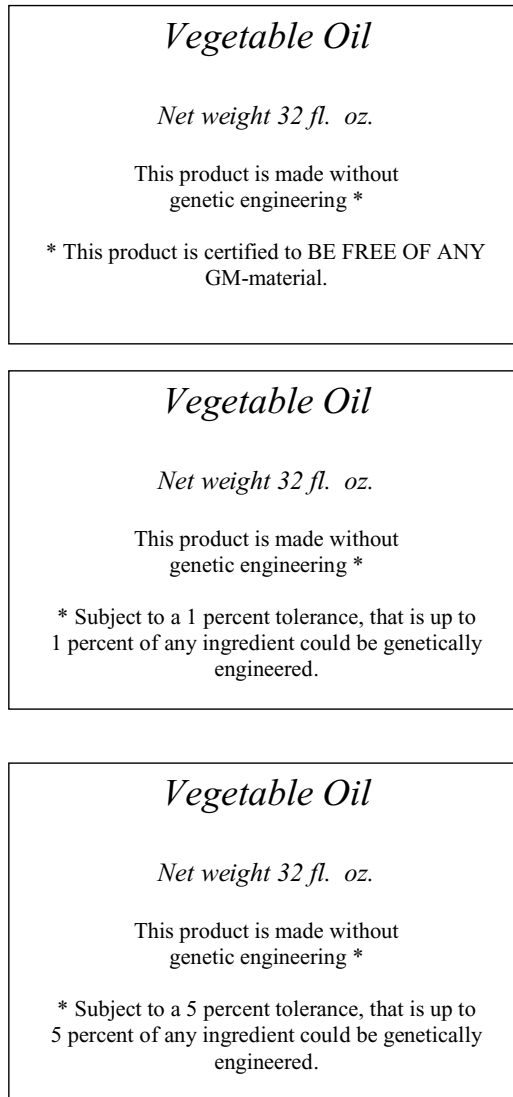 Vegetable Oil
Net weight 32 fl. oz.
This product is made without
genetic engineering *
* This product is certified to BE FREE OF ANY
GM-material.
Vegetable Oil
Net weight 32 fl. oz.
This product is made without
genetic engineering *
* Subject to a 1 percent tolerance, that is up to
1 percent of any ingredient could be genetically
engineered.
Vegetable Oil
Net weight 32 fl. oz.
This product is made without
genetic engineering *
* Subject to a 5 percent tolerance, that is up to
5 percent of any ingredient could be genetically
engineered.